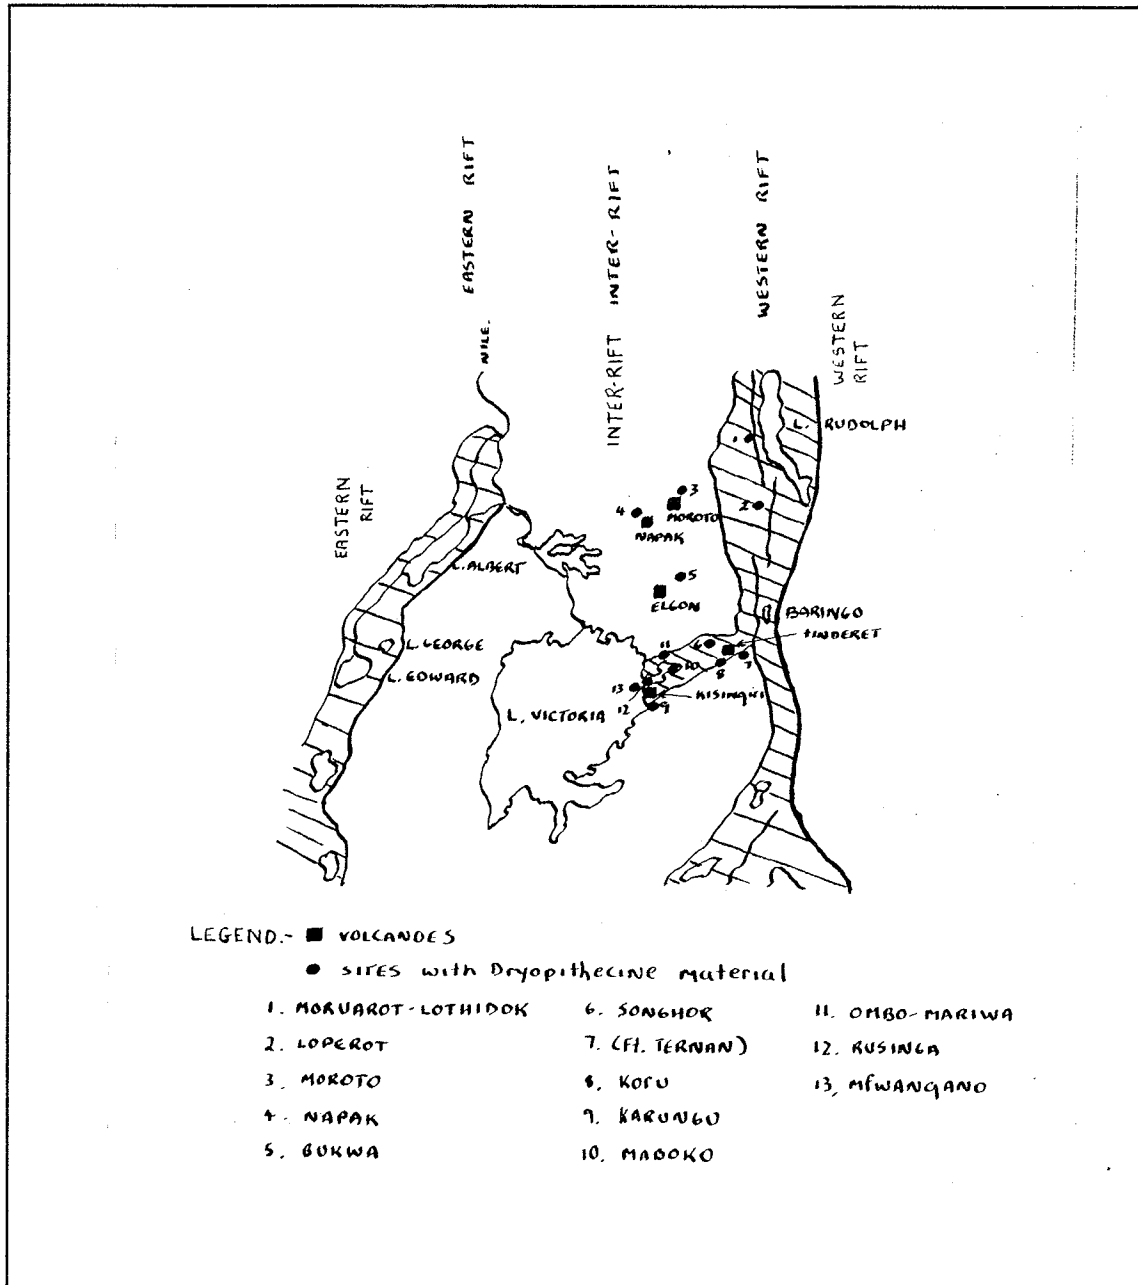 EASTERN RIFT
INTER-RIFT
WESTERN RIFT
NILE.
INTER-RIFT
WESTERN
RIFT
EASTERN
RIFT
L. RUDOLPH
1
2
3
MOROTO
4
NAPAK
5
ELGON
L. ALBERT
BARINGO
TINDERET
L. GEORGE
L. EDWARD
11
6
10
7
8
13
12
KISINGIRI
9
L. VICTORIA
LEGEND.- VOLCANOES
SITES with Dryopithecine material
1. MORUAROT-LOTHIDOK
2. LOPEROT
3. MOROTO
4. NAPAK
5. BUKWA
6. SONGHOR
7. (Ft. TERNAN)
8. KORU
9. KARUNGU
10. MABOKO
11. OMBO-MARIWA
12. RUSINGA
13, MFWANGANO